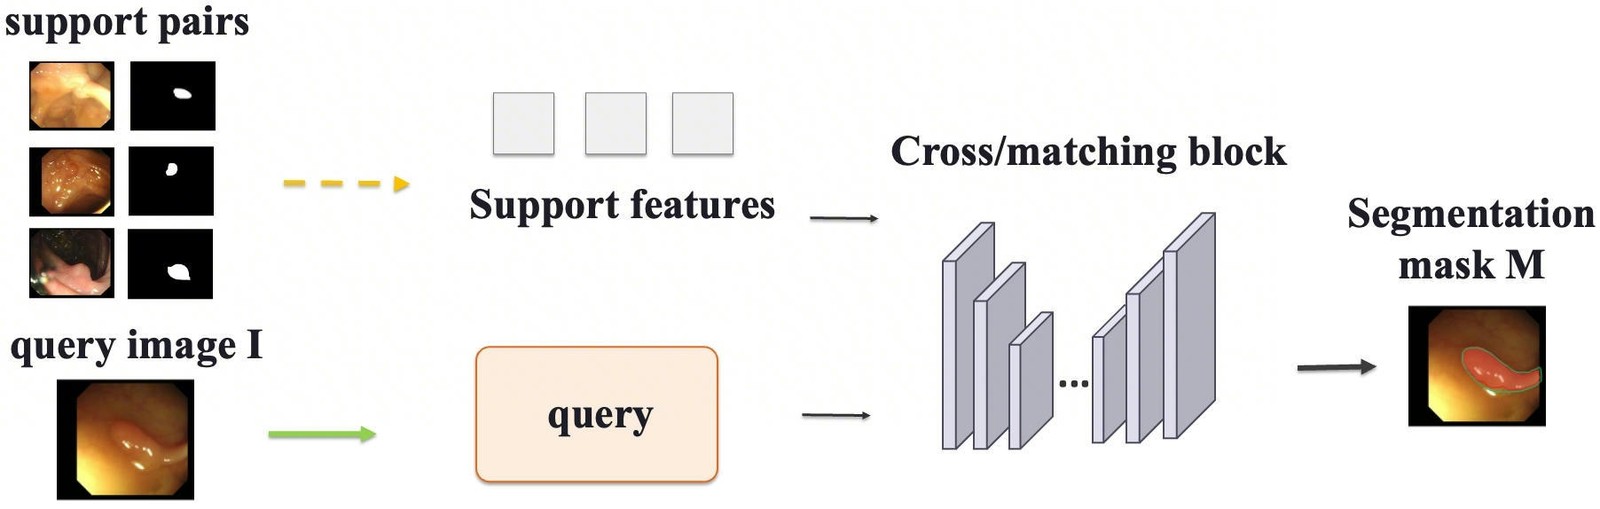 support pairs
Support features
Cross/matching block
Segmentation
mask M
query image I
query